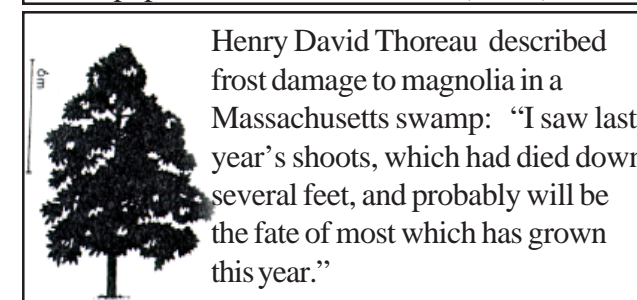 6m
Henry David Thoreau described
frost damage to magnolia in a
Massachusetts swamp: “I saw last
year’s shoots, which had died down
several feet, and probably will be
the fate of most which has grown
this year.”